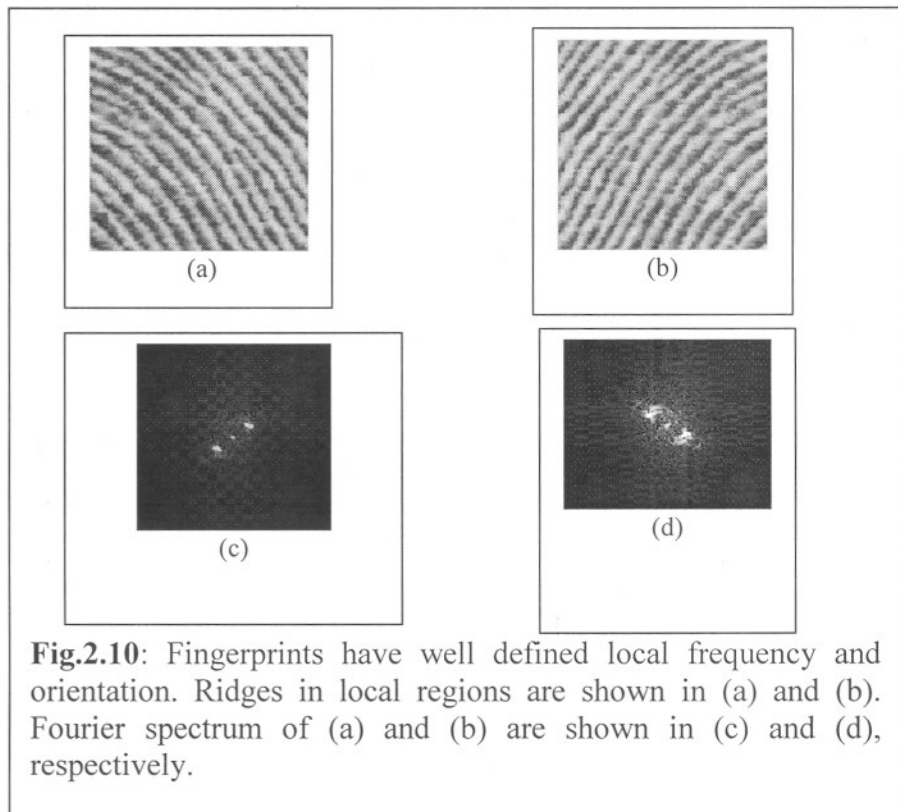 (a)
(b)
(c)
(d)
Fig.2.10: Fingerprints have well defined local frequency and
orientation. Ridges in local regions are shown in (a) and (b).
Fourier spectrum of (a) and (b) are shown in (c) and (d),
respectively.